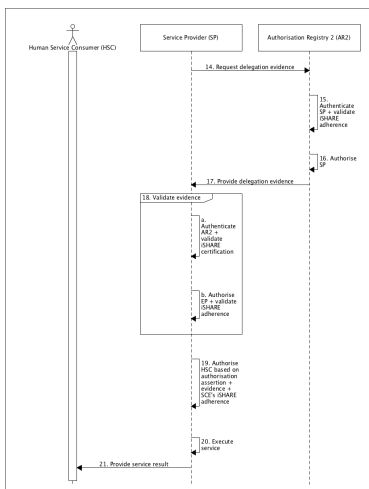 Human Service Consumer (HSC)
Service Provider (SP)
Authorisation Registry 2 (AR2)
14. Request delegation evidence
15.
Authenticate
SP + validate
iSHARE
adherence
16. Authorise
SP
17. Provide delegation evidence
18. Validate evidence
a.
Authenticate
AR2 +
validate
iSHARE
certification
b. Authorise
EP + validate
iSHARE
adherence
19. Authorise
HSC based on
authorisation
assertion +
evidence +
SCE's iSHARE
adherence
20. Execute
service
21. Provide service result